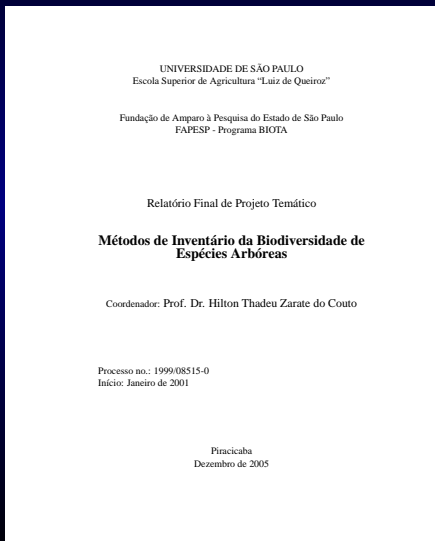 UNIVERSIDADE DE SÃO PAULO
Escola Superior de Agricultura “Luiz de Queiroz”
Fundação de Amparo à Pesquisa do Estado de São Paulo
FAPESP - Programa BIOTA
Relatório Final de Projeto Temático
Métodos de Inventário da Biodiversidade de
Espécies Arbóreas
Coordenador: Prof. Dr. Hilton Thadeu Zarate do Couto
Processo no.: 1999/08515-0
Início: Janeiro de 2001
Piracicaba
Dezembro de 2005